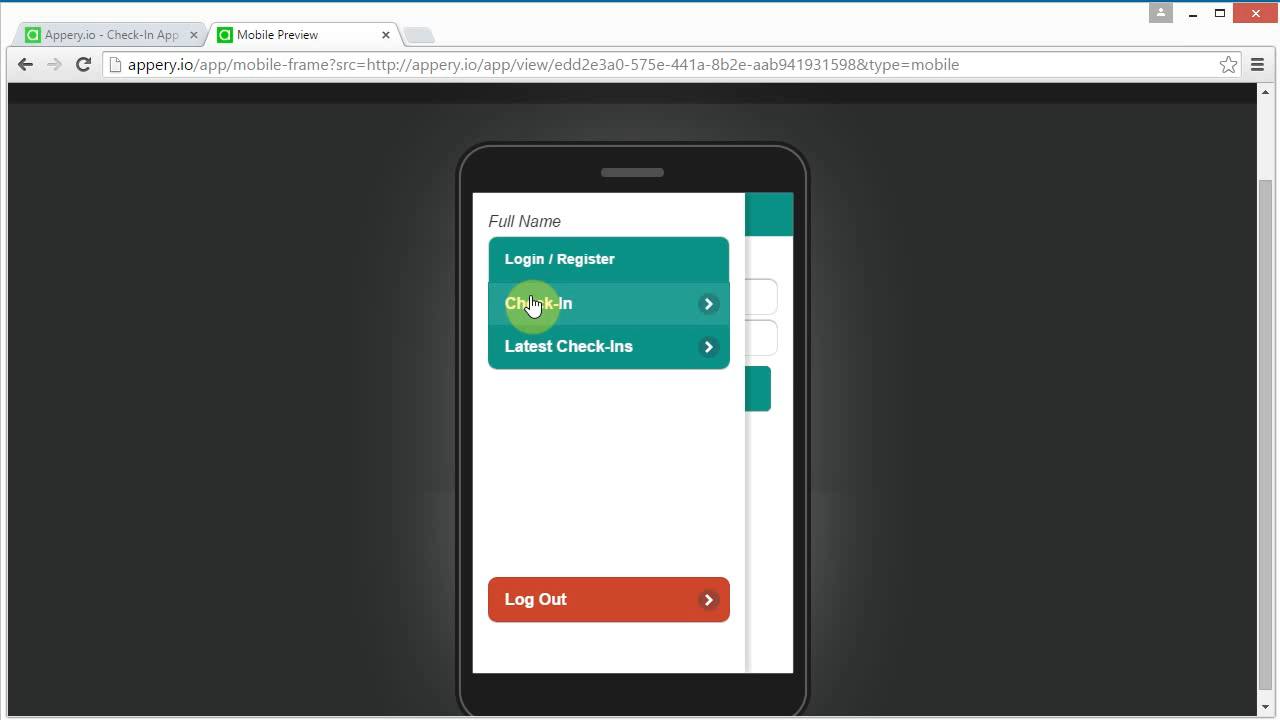 Appery.io - Check-In App
Mobile Preview
appery.io/app/mobile-frame?src=http://appery.io/app/view/edd2e3a0-575e-441a-8b2e-aab941931598&type=mobile
Full Name
Login / Register
Check-In
Latest Check-Ins
Log Out